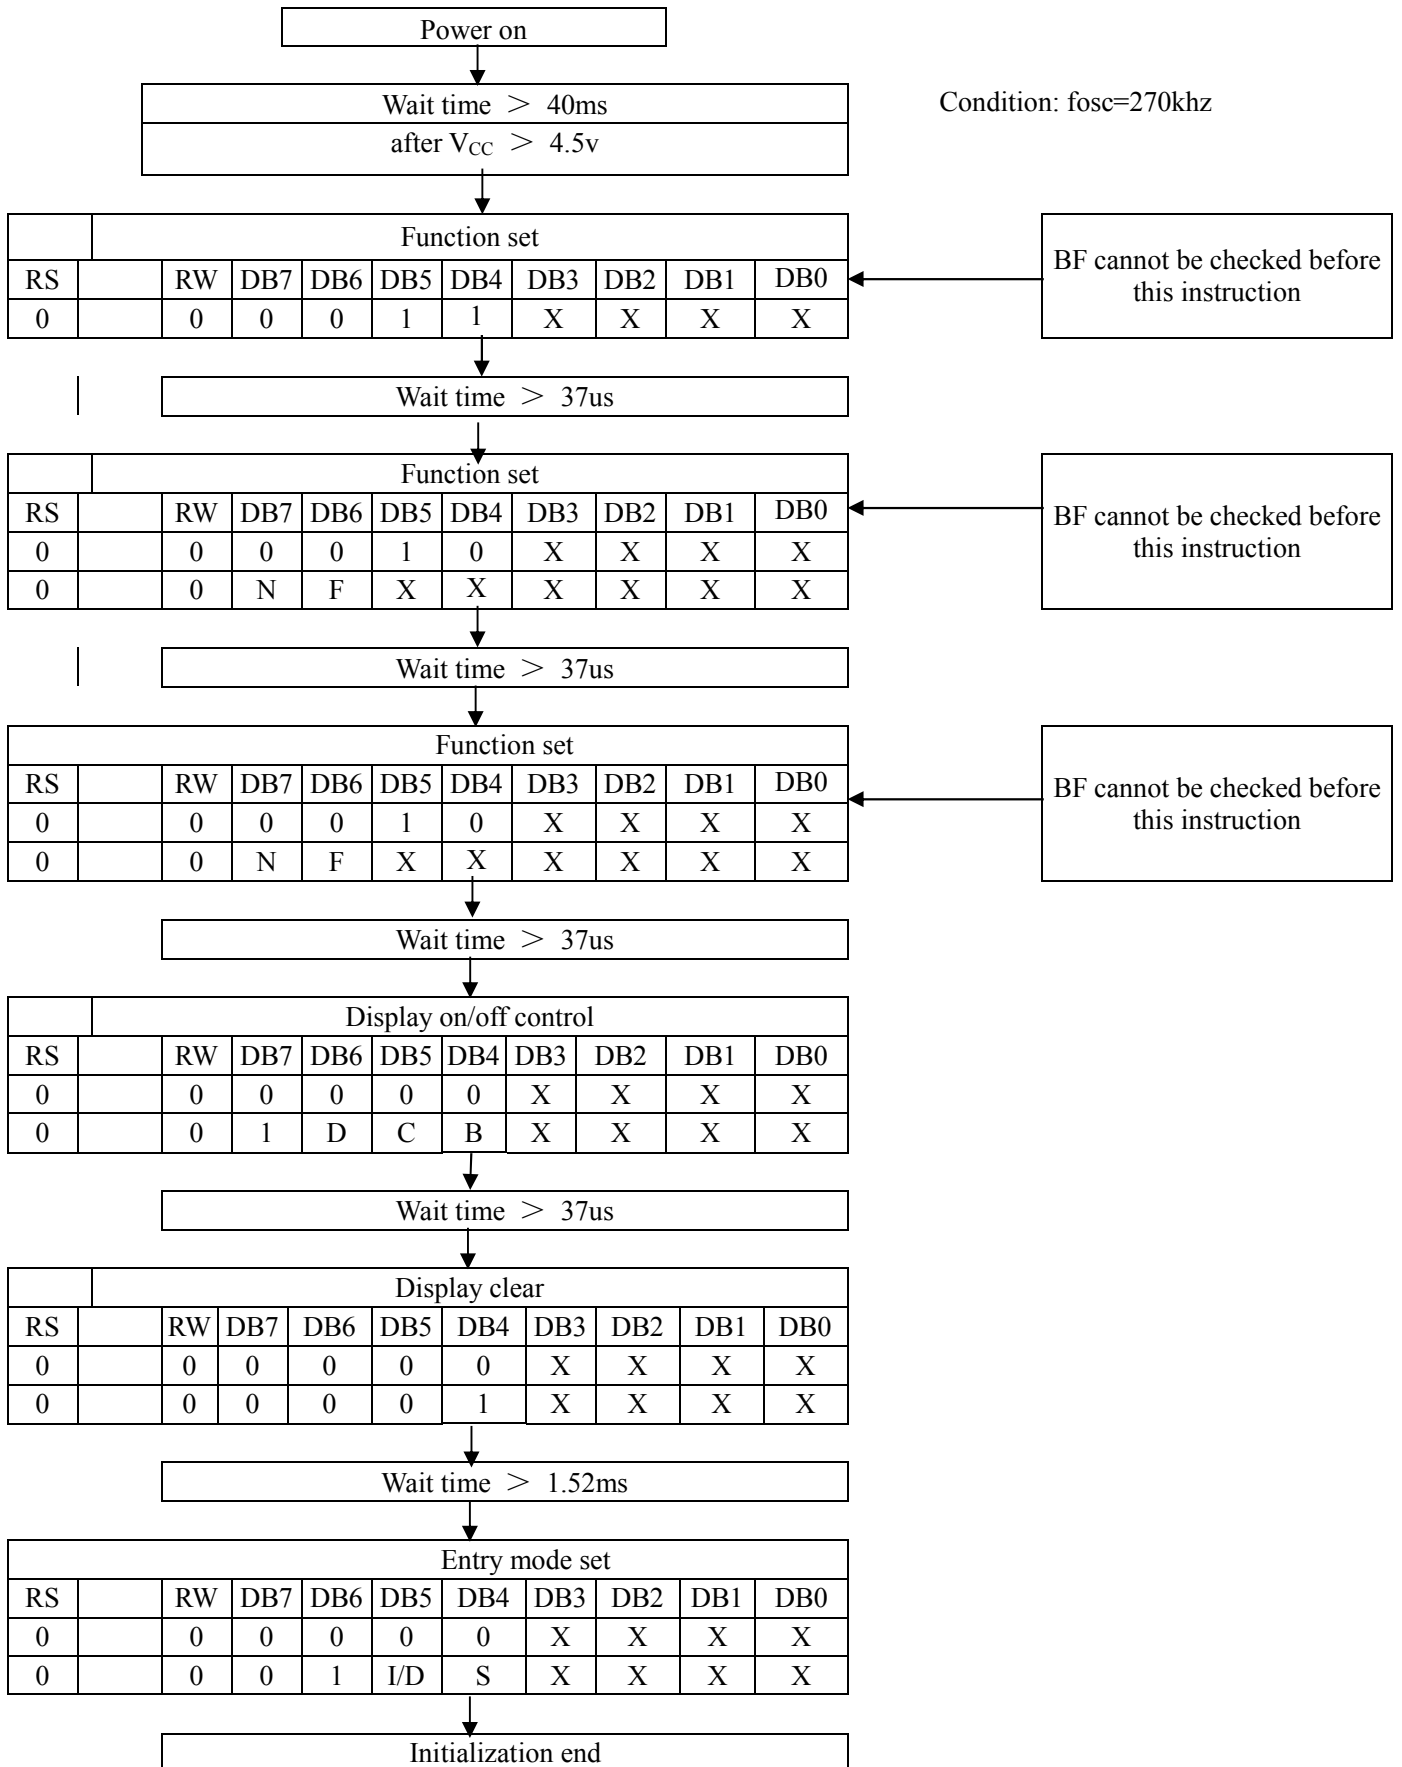 Power on
Wait time > 40ms
Condition: fosc=270khz
after VCC > 4.5v
Function set
BF cannot be checked before
this instruction
RS RW DB7 DB6 DB5 DB4 DB3 DB2 DB1 DB0
0 0 0 0 1 1 X X X X
Wait time > 37us
Function set
BF cannot be checked before
this instruction
RS RW DB7 DB6 DB5 DB4 DB3 DB2 DB1 DB0
0 0 0 0 1 0 X X X X
0 0 N F X X X X X X
Wait time > 37us
Function set
BF cannot be checked before
this instruction
RS RW DB7 DB6 DB5 DB4 DB3 DB2 DB1 DB0
0 0 0 0 1 0 X X X X
0 0 N F X X X X X X
Wait time > 37us
Display on/off control
RS RW DB7 DB6 DB5 DB4 DB3 DB2 DB1 DB0
0 0 0 0 0 0 X X X X
0 0 1 D C B X X X X
Wait time > 37us
Display clear
RS RW DB7 DB6 DB5 DB4 DB3 DB2 DB1 DB0
0 0 0 0 0 0 X X X X
0 0 0 0 0 1 X X X X
Wait time > 1.52ms
Entry mode set
RS RW DB7 DB6 DB5 DB4 DB3 DB2 DB1 DB0
0 0 0 0 0 0 X X X X
0 0 0 1 I/D S X X X X
Initialization end